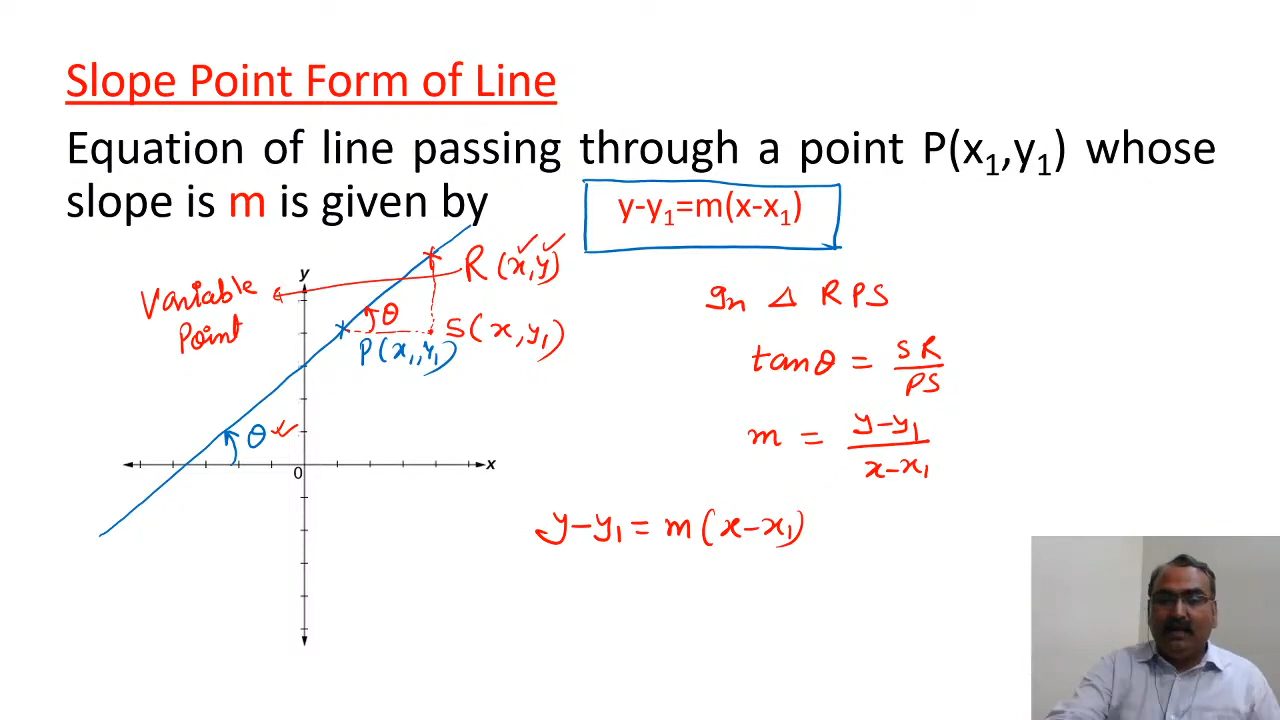 Slope Point Form of Line
Equation of line passing through a point P(x₁,y₁) whose
slope is m is given by
y-y₁=m(x-x₁)
y
R (x,y)
Variable
Point
θ
S(x,y₁)
P(x₁,y₁)
θ
0
x
In Δ RPS
tanθ = SR/PS
m = y-y₁/x-x₁
y-y₁ = m(x-x₁)